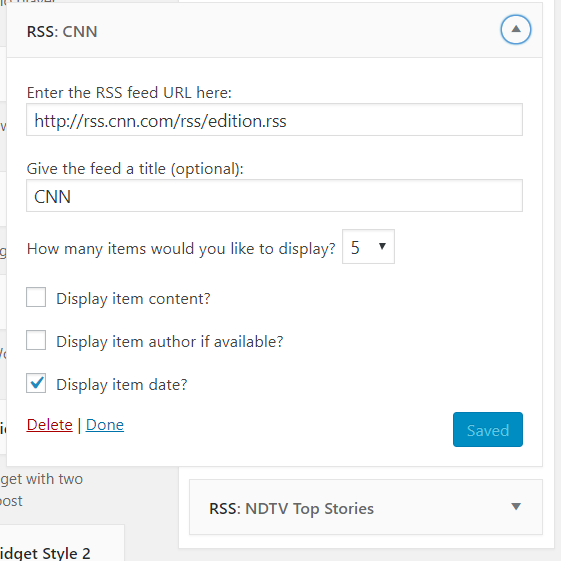 RSS: CNN
Enter the RSS feed URL here:
http://rss.cnn.com/rss/edition.rss
Give the feed a title (optional):
CNN
How many items would you like to display? 5
Display item content?
Display item author if available?
Display item date?
Delete | Done
Saved
get with two
post
RSS: NDTV Top Stories
idget Style 2